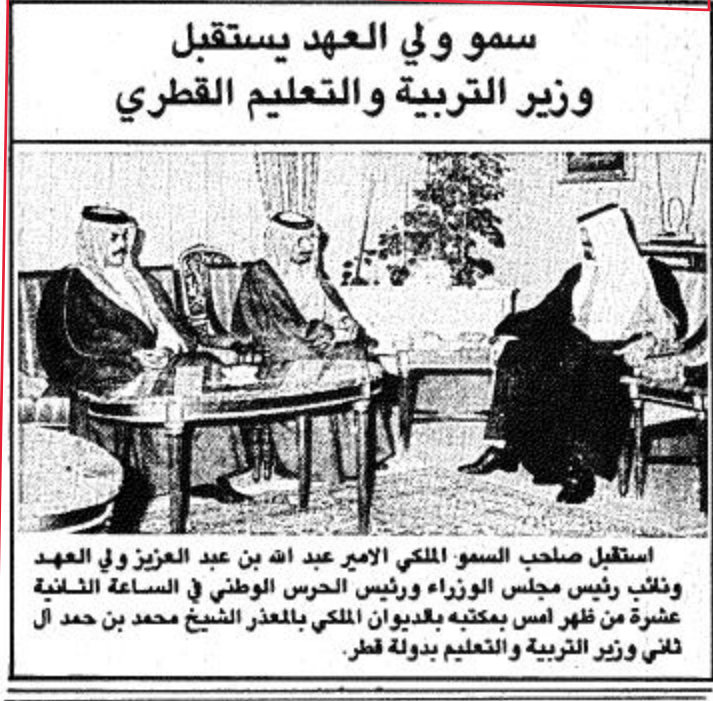 سمو ولي العهد يستقبل
وزير التربية والتعليم القطري
استقبل صاحب السمو الملكي الامير عبد الله بن عبد العزيز ولي العهد
ونائب رئيس مجلس الوزراء ورئيس الحرس الوطني في الساعة الثانية
عشرة من ظهر امس بمكتبه بالديوان الملكي بالمعذر الشيخ محمد بن حمد آل
ثاني وزير التربية والتعليم بدولة قطر.